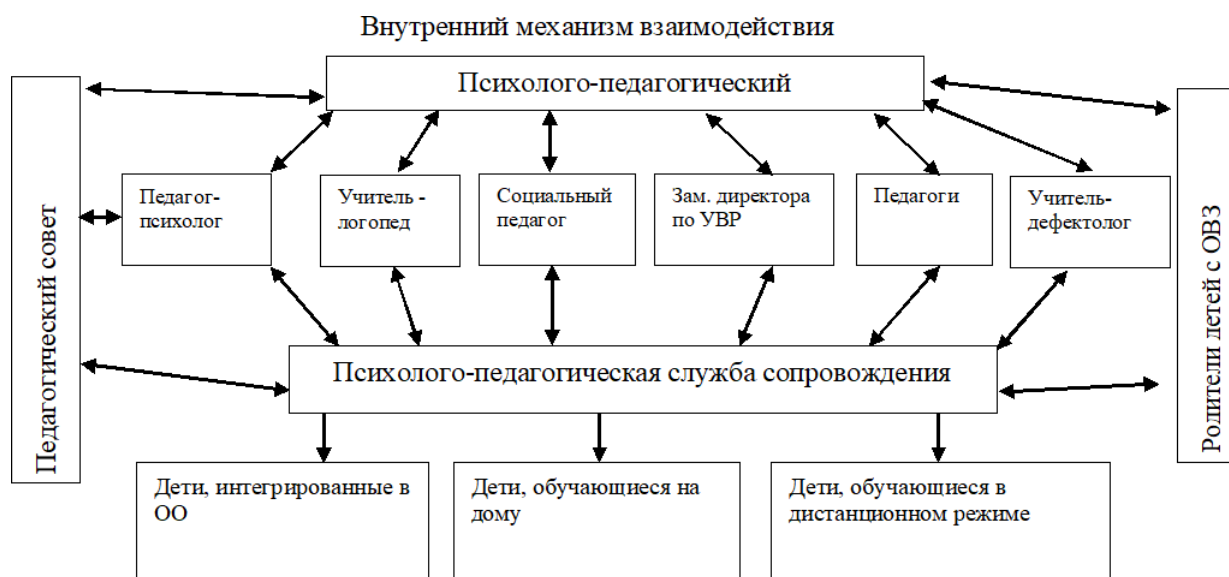 Внутренний механизм взаимодействия
Психолого-педагогический
Педагогический совет
Педагог-
психолог
Учитель -
логопед
Социальный
педагог
Зам. директора
по УВР
Педагоги
Учитель-
дефектолог
Родители детей с ОВЗ
Психолого-педагогическая служба сопровождения
Дети, интегрированные в
ОО
Дети, обучающиеся на
дому
Дети, обучающиеся в
дистанционном режиме